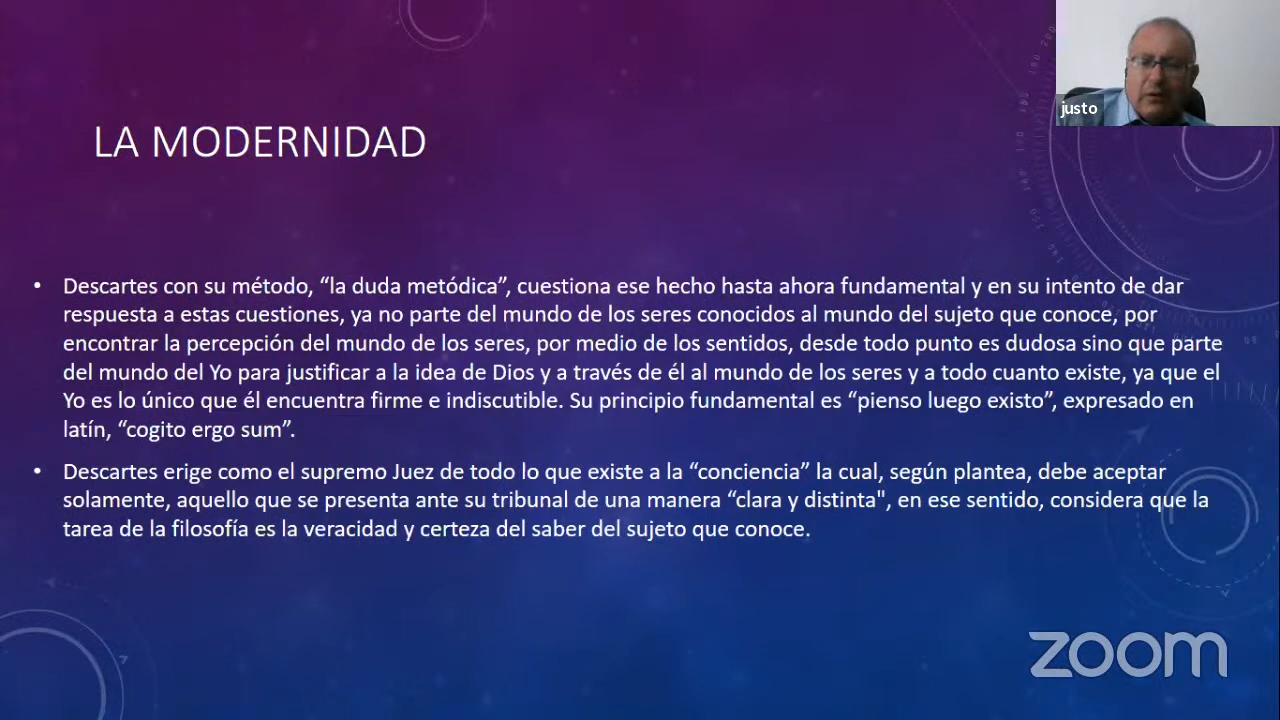 justo
LA MODERNIDAD
• Descartes con su método, “la duda metódica”, cuestiona ese hecho hasta ahora fundamental y en su intento de dar
respuesta a estas cuestiones, ya no parte del mundo de los seres conocidos al mundo del sujeto que conoce, por
encontrar la percepción del mundo de los seres, por medio de los sentidos, desde todo punto es dudosa sino que parte
del mundo del Yo para justificar a la idea de Dios y a través de él al mundo de los seres y a todo cuanto existe, ya que el
Yo es lo único que él encuentra firme e indiscutible. Su principio fundamental es “pienso luego existo”, expresado en
latín, “cogito ergo sum”.
• Descartes erige como el supremo Juez de todo lo que existe a la “conciencia” la cual, según plantea, debe aceptar
solamente, aquello que se presenta ante su tribunal de una manera “clara y distinta", en ese sentido, considera que la
tarea de la filosofía es la veracidad y certeza del saber del sujeto que conoce.
zoom